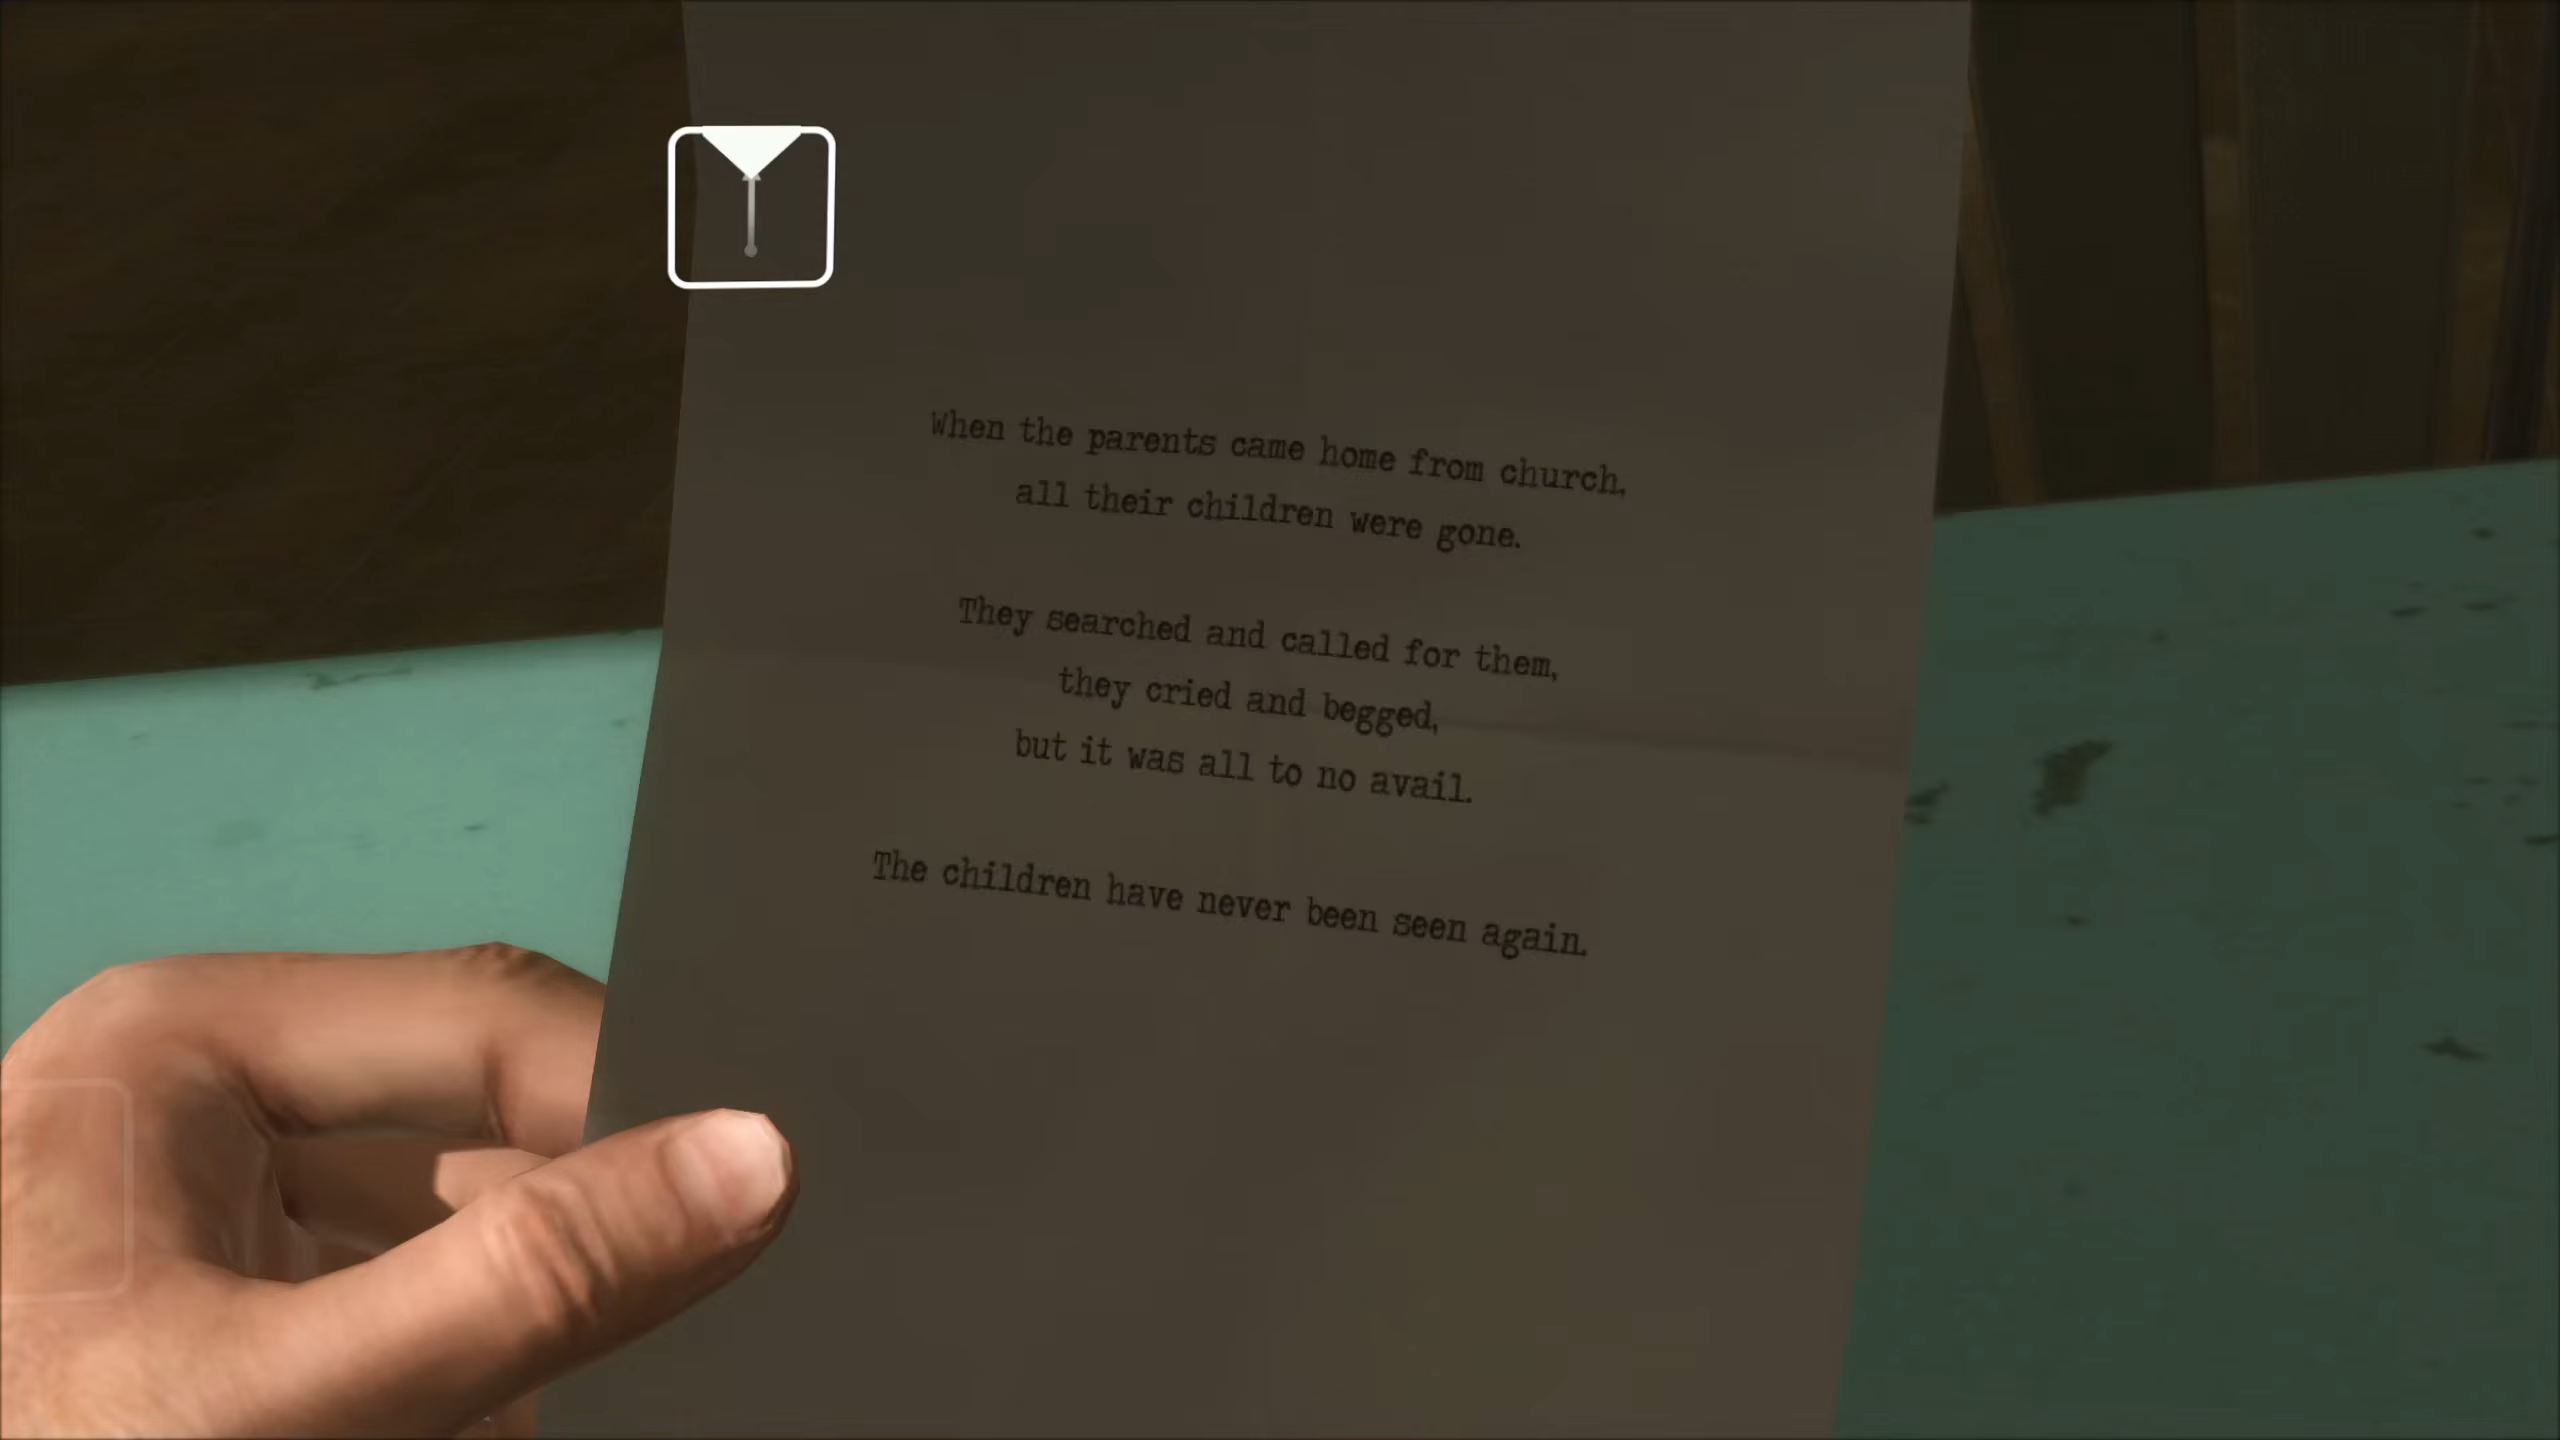 When the parents came home from church,
all their children were gone.
They searched and called for them,
they cried and begged,
but it was all to no avail.
The children have never been seen again.